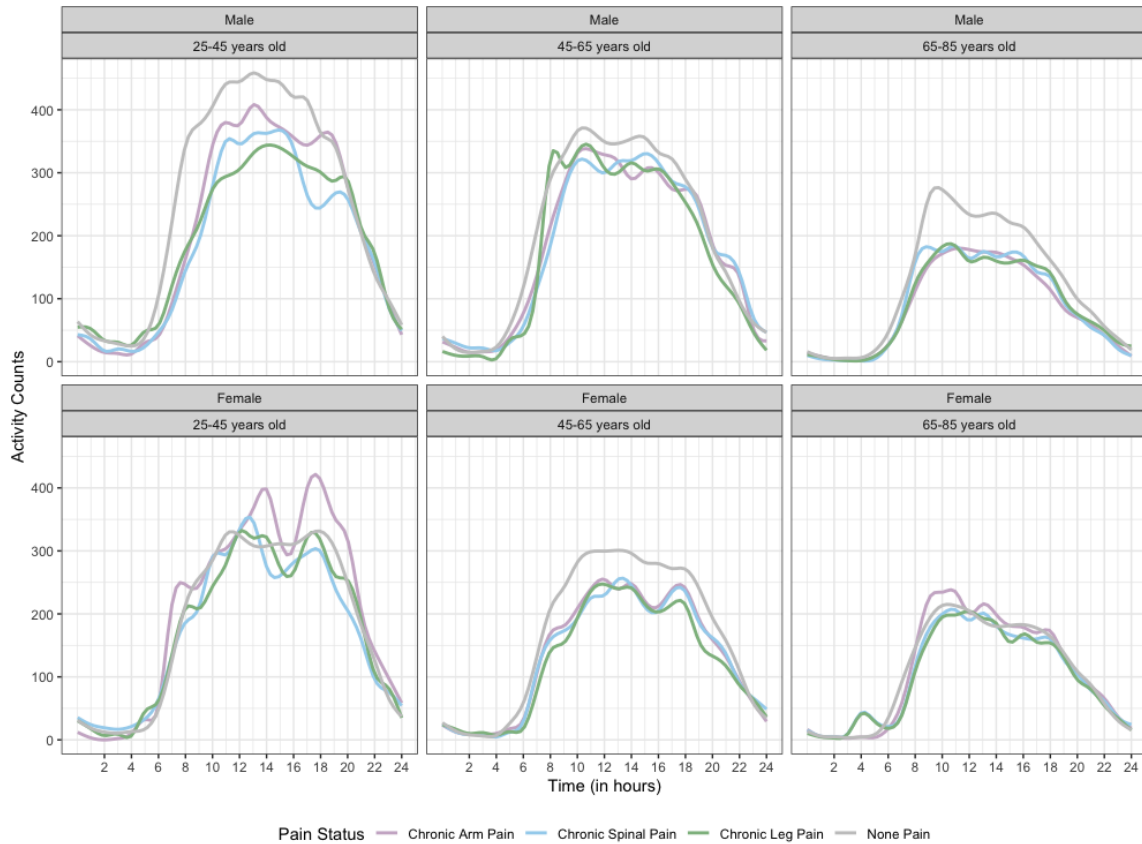 Male Male Male
25-45 years old 45-65 years old 65-85 years old
400
300
200
100
0
Activity Counts
Female Female Female
25-45 years old 45-65 years old 65-85 years old
400
300
200
100
0
2 4 6 8 10 12 14 16 18 20 22 24 2 4 6 8 10 12 14 16 18 20 22 24 2 4 6 8 10 12 14 16 18 20 22 24
Time (in hours)
Pain Status Chronic Arm Pain Chronic Spinal Pain Chronic Leg Pain None Pain